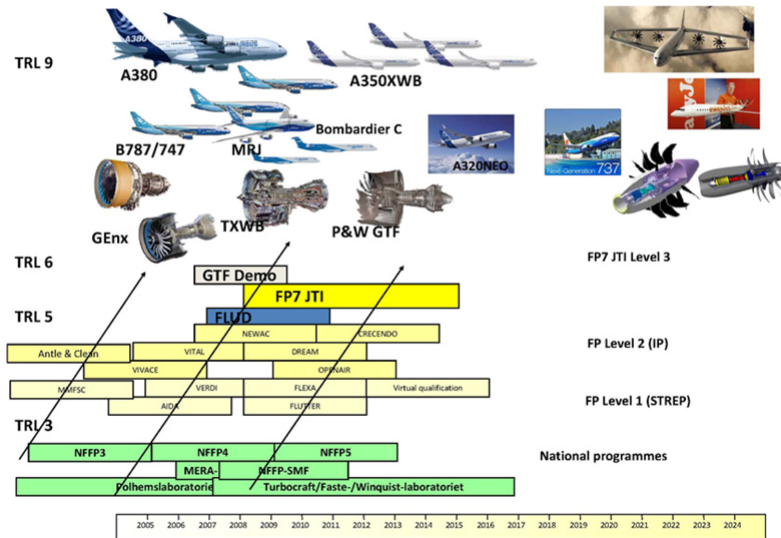 A380
TRL 9
A380
A350XWB
B787/747
MRJ
Bombardier C
A320NEO
Next-Generation 737
GEnx
TXWB
P&W GTF
TRL 6
GTF Demo
FP7 JTI Level 3
FP7 JTI
TRL 5
FLUD
NEWAC
CRECENDO
Antle & Clean
VITAL
DREAM
FP Level 2 (IP)
VIVACE
OPENAIR
MMFSC
VERDI
FLEXA
Virtual qualification
AIDA
FLUTTER
FP Level 1 (STREP)
TRL 3
NFFP3
NFFP4
NFFP5
National programmes
MERA-
NFFP-SMF
Polhemslaboratorie
Turbocraft/Faste-/Winquist-laboratoriet
2005 2006 2007 2008 2009 2010 2011 2012 2013 2014 2015 2016 2017 2018 2019 2020 2021 2022 2023 2024